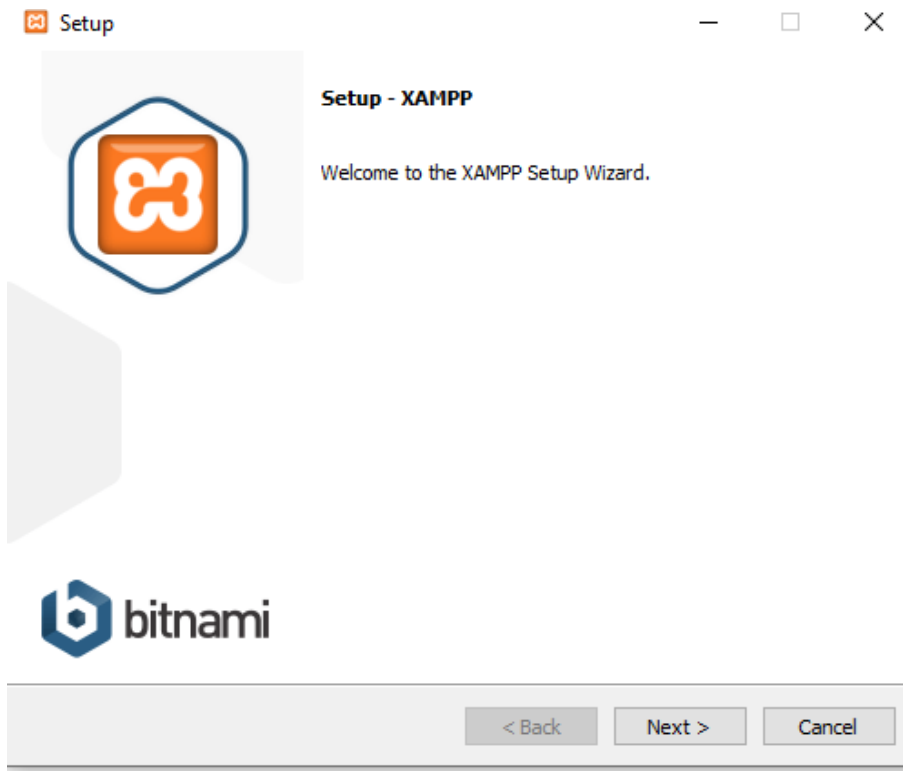 Setup
Setup - XAMPP
Welcome to the XAMPP Setup Wizard.
bitnami
< Back
Next >
Cancel